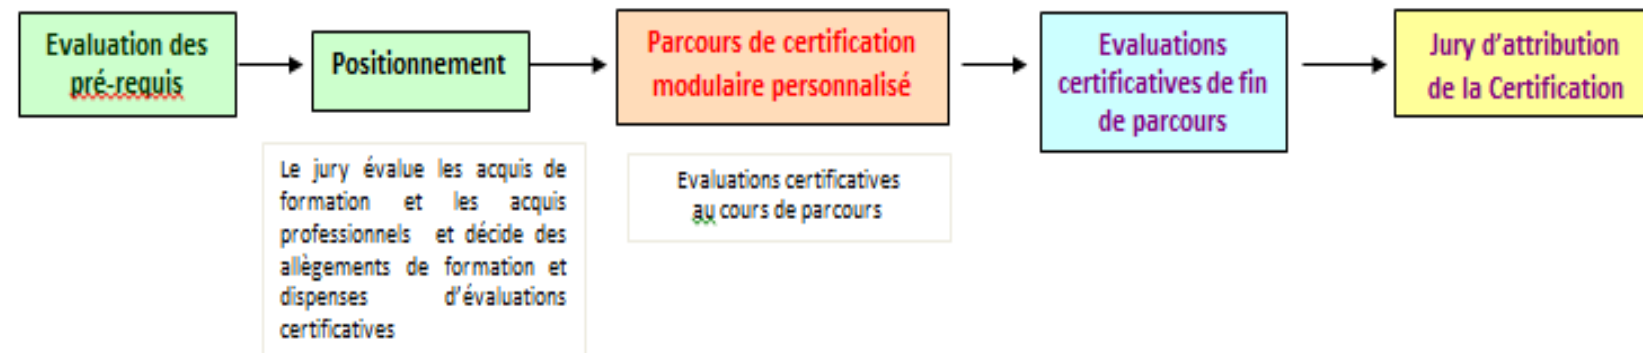 Evaluation des
pré-requis
Positionnement
Parcours de certification
modulaire personnalisé
Evaluations
certificatives de fin
de parcours
Jury d'attribution
de la Certification
Le jury évalue les acquis de
formation et les acquis
professionnels et décide des
allègements de formation et
dispenses d'évaluations
certificatives
Evaluations certificatives
au cours de parcours